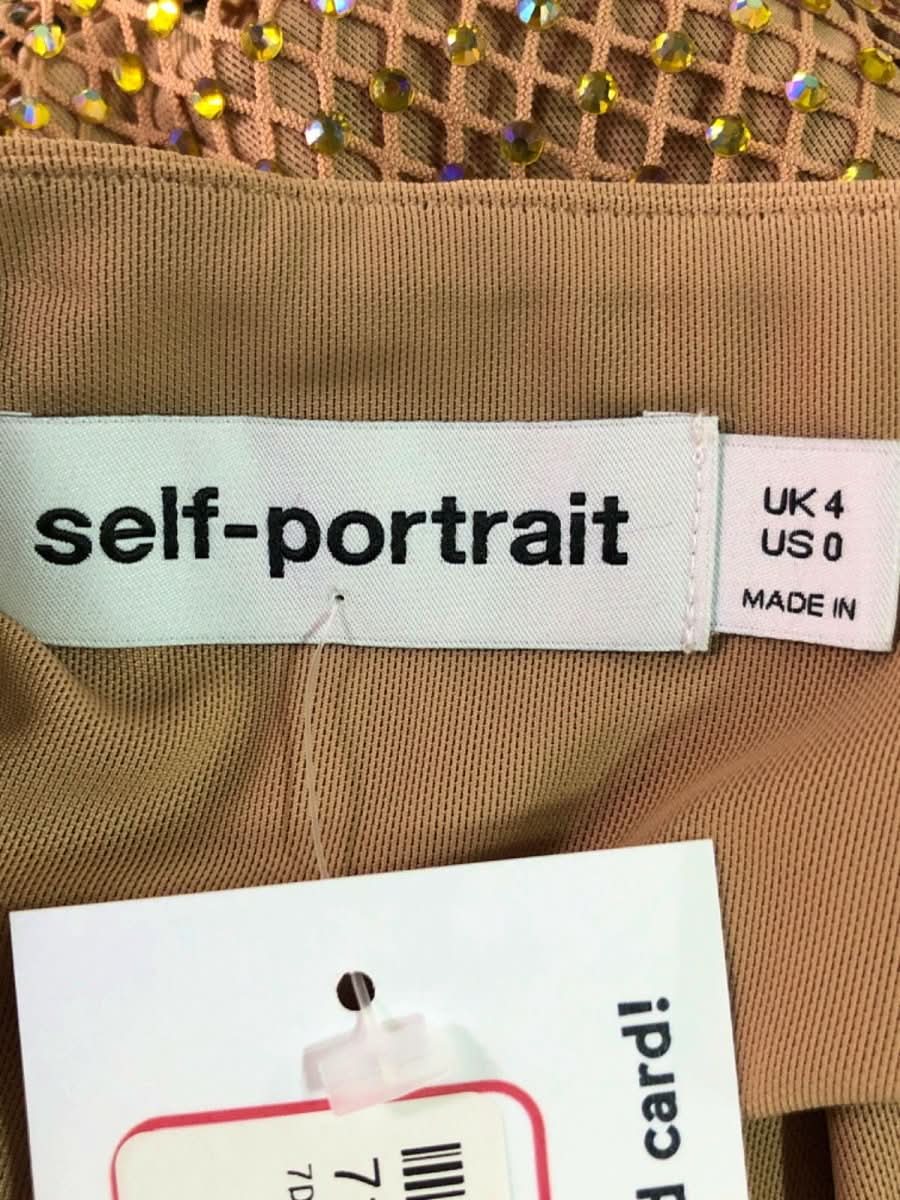 self-portrait
UK 4
US 0
MADE IN
card!